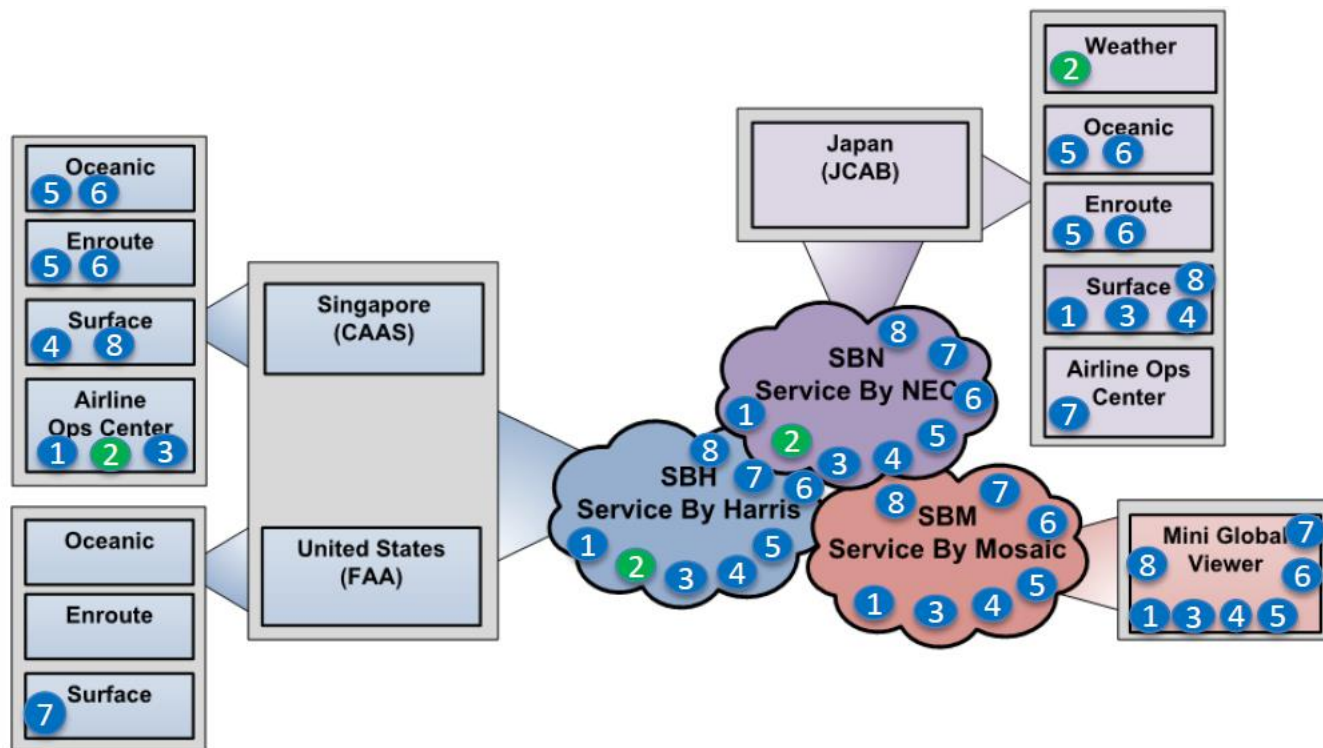 Oceanic
5 6
Enroute
5 6
Surface
4 8
Airline
Ops Center
1 2 3
Oceanic
Enroute
Surface
7
Singapore
(CAAS)
United States
(FAA)
Japan
(JCAB)
Weather
2
Oceanic
5 6
Enroute
5 6
8
Surface
1 3 4
Airline Ops
Center
7
8
7
SBN
Service By NEC
6
1
2
3
4
5
8
7
6
SBH
Service By Harris
1
2
3
4
5
8
7
6
SBM
Service By Mosaic
1
3
4
5
7
Mini Global
Viewer
8
6
1 3 4 5